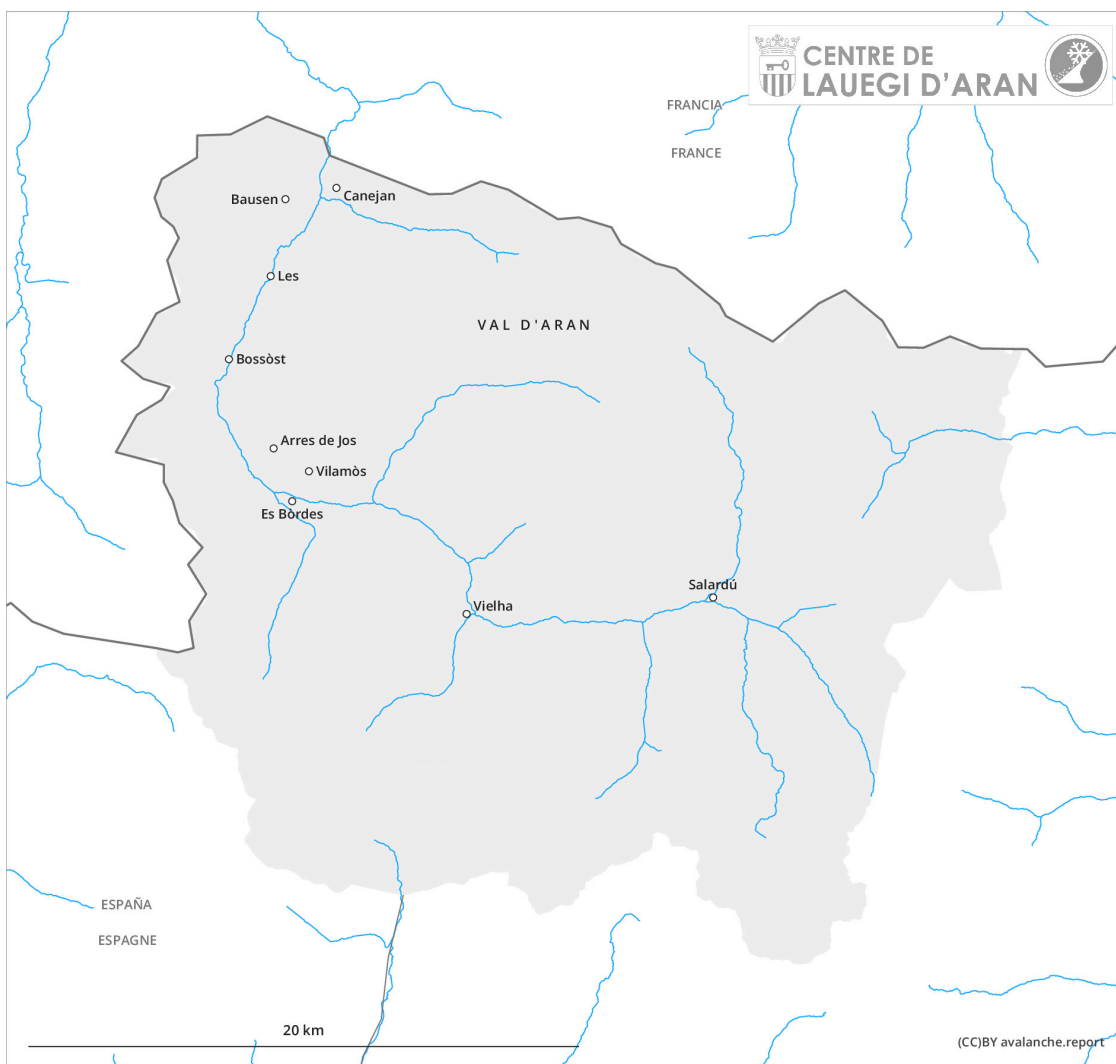 CENTRE DE
LAUEGI D'ARAN
FRANCIA
FRANCE
Canejan
Bausen
Les
VAL D'ARAN
Bossòst
Arres de Jos
Vilamòs
Es Bòrdes
Salardú
Vielha
ESPAÑA
ESPAGNE
20 km
(CC)BY avalanche.report